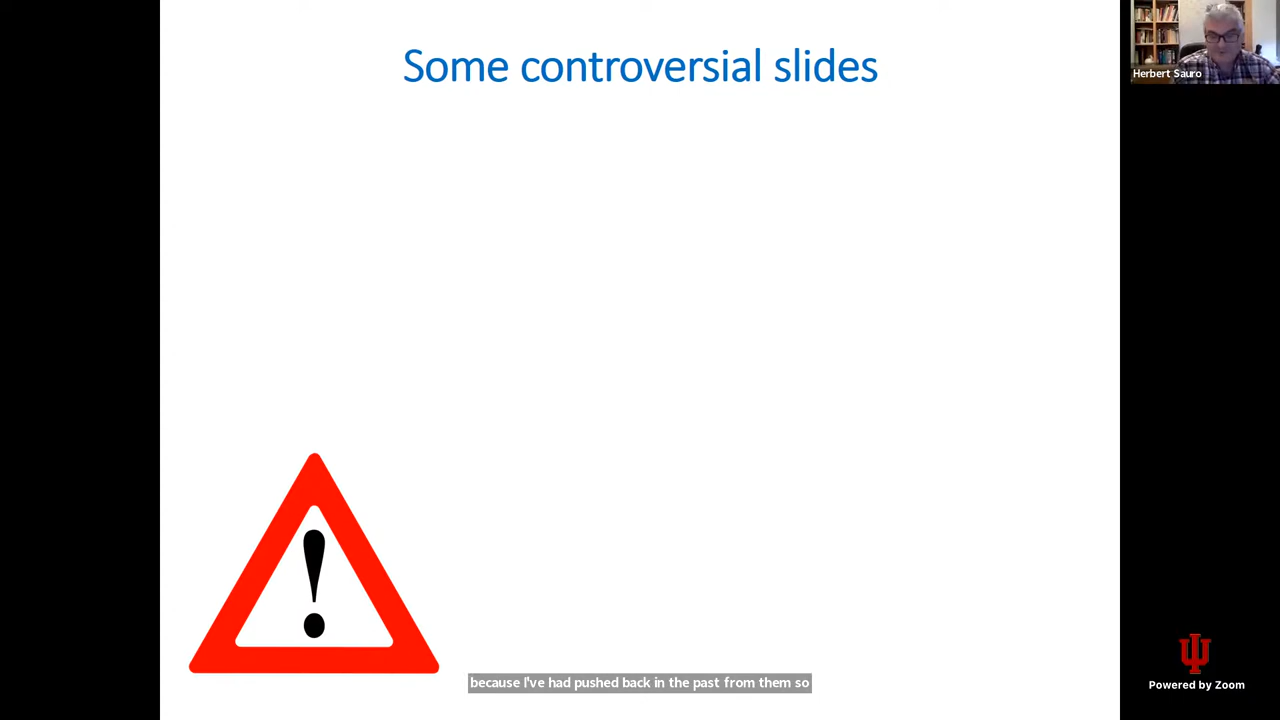 Some controversial slides
Herbert Sauro
!
because I've had pushed back in the past from them so
Powered by Zoom